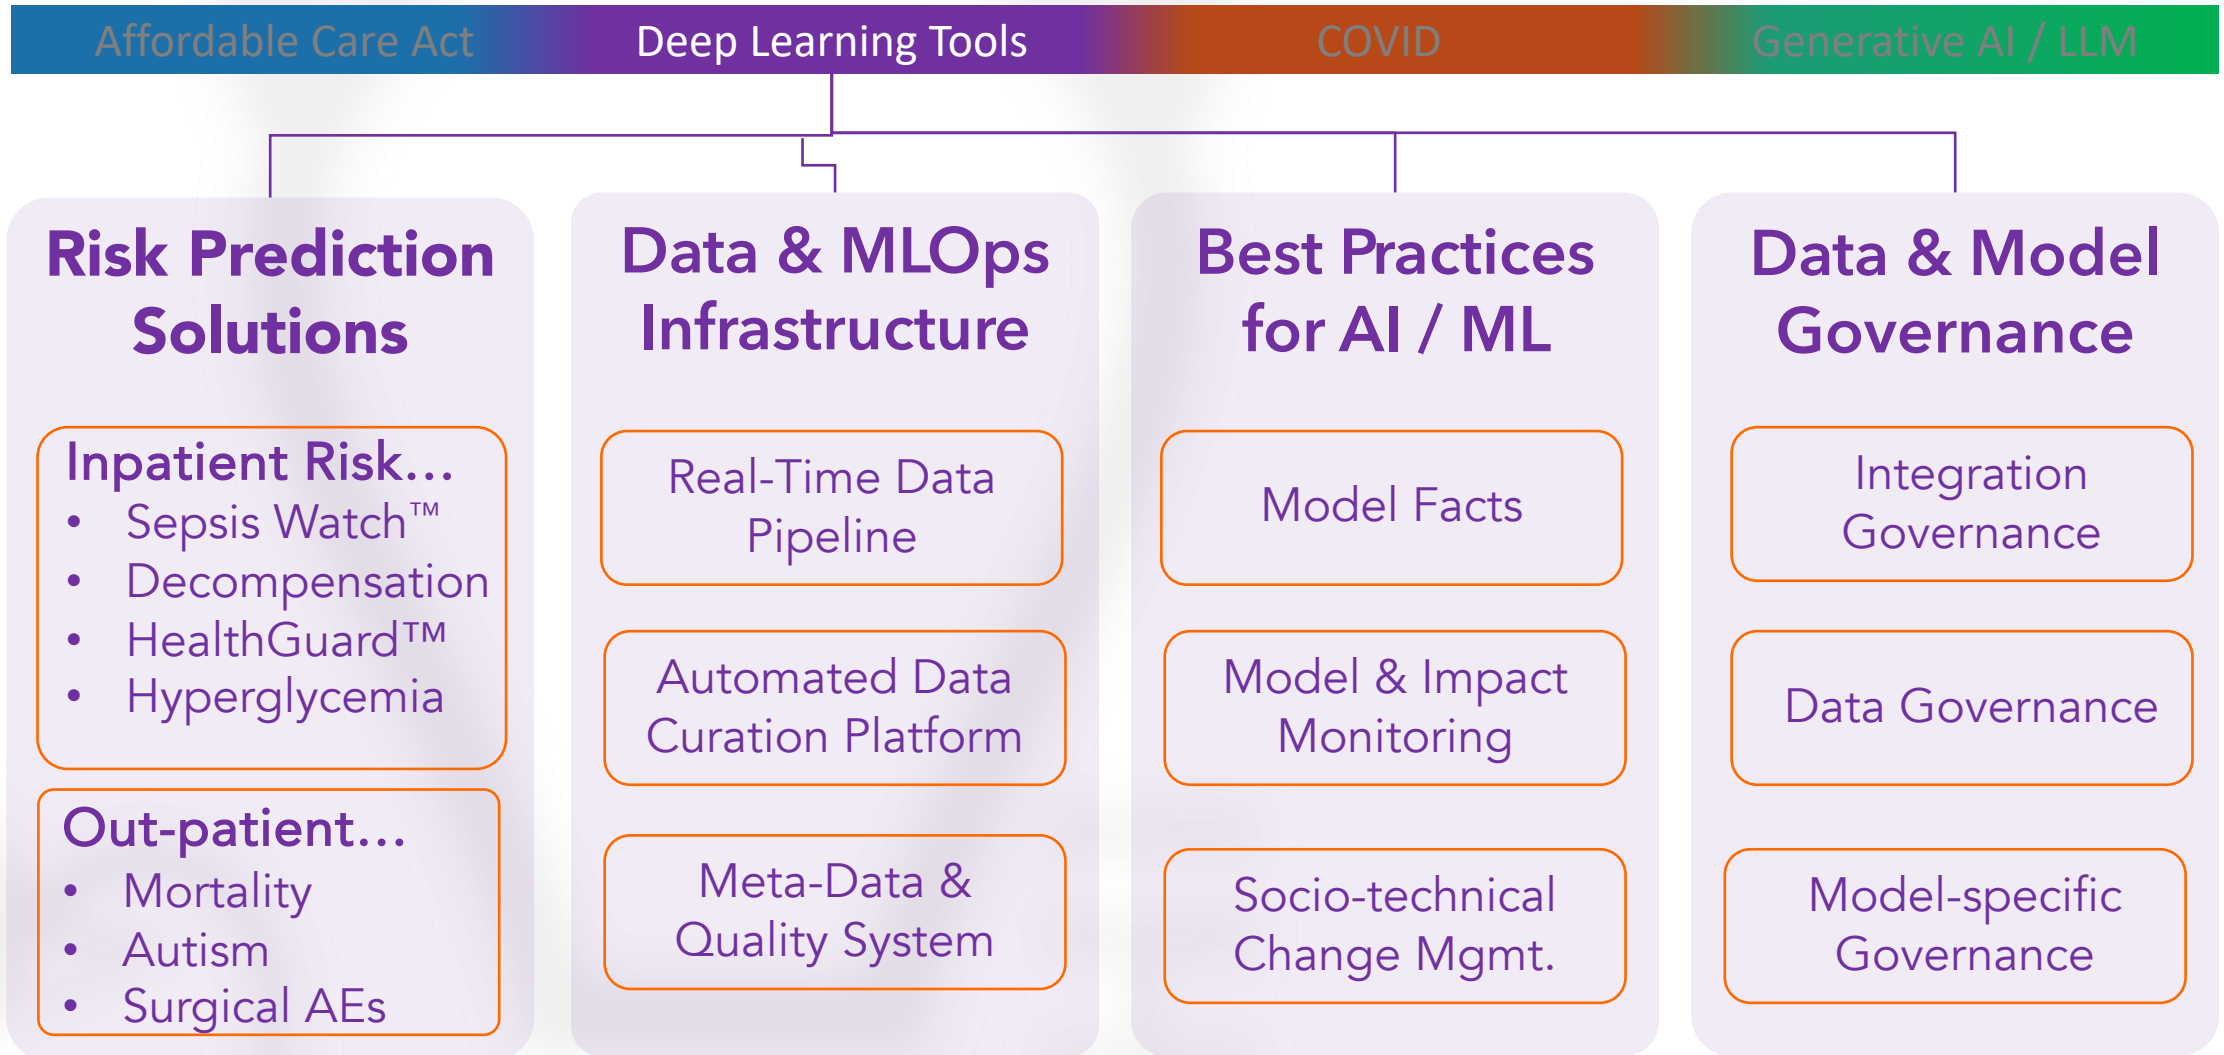 Affordable Care Act Deep Learning Tools COVID Generative AI / LLM
Risk Prediction
Solutions
Inpatient Risk…
• Sepsis Watch™
• Decompensation
• HealthGuard™
• Hyperglycemia
Out-patient…
• Mortality
• Autism
• Surgical AEs
Data & MLOps
Infrastructure
Real-Time Data
Pipeline
Automated Data
Curation Platform
Meta-Data &
Quality System
Best Practices
for AI / ML
Model Facts
Model & Impact
Monitoring
Socio-technical
Change Mgmt.
Data & Model
Governance
Integration
Governance
Data Governance
Model-specific
Governance